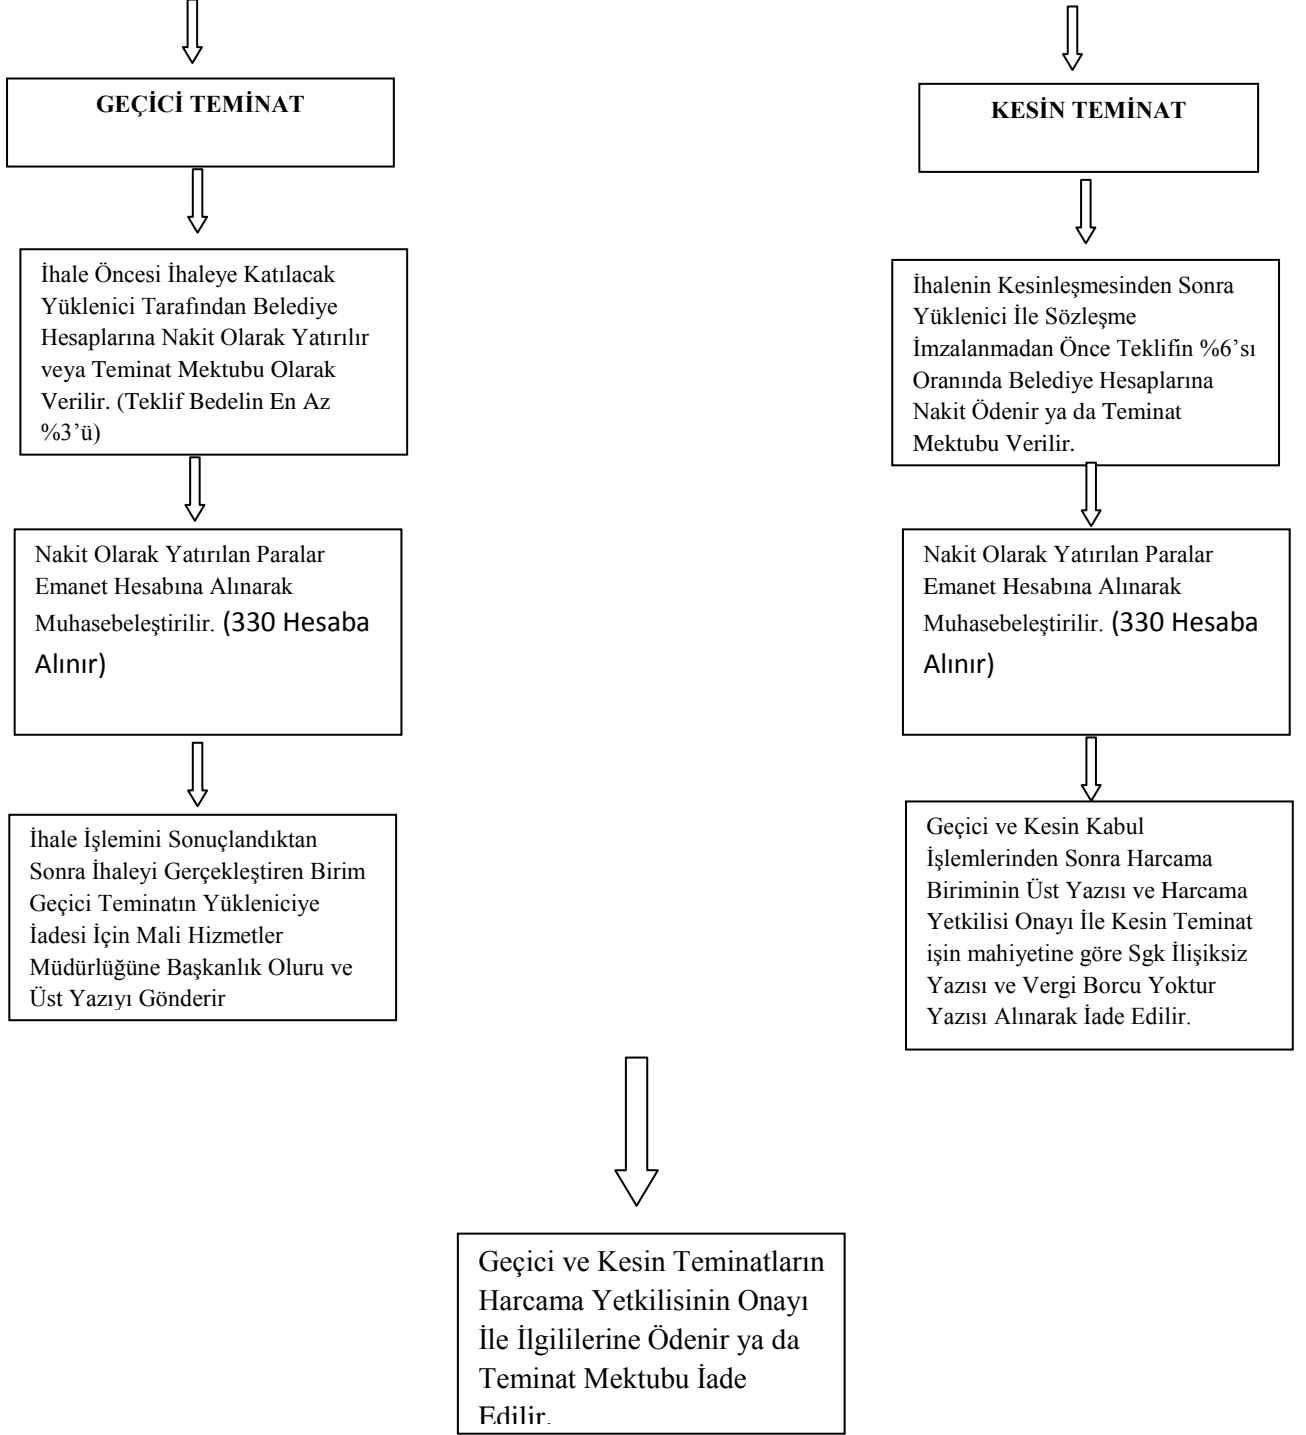 GEÇİCİ TEMİNAT
İhale Öncesi İhaleye Katılacak
Yüklenici Tarafından Belediye
Hesaplarına Nakit Olarak Yatırılır
veya Teminat Mektubu Olarak
Verilir. (Teklif Bedelin En Az
%3’ü)
Nakit Olarak Yatırılan Paralar
Emanet Hesabına Alınarak
Muhasebeleştirilir. (330 Hesaba
Alınır)
İhale İşlemini Sonuçlandıktan
Sonra İhaleyi Gerçekleştiren Birim
Geçici Teminatın Yükleniciye
İadesi İçin Mali Hizmetler
Müdürlüğüne Başkanlık Oluru ve
Üst Yazıyı Gönderir
KESİN TEMİNAT
İhalenin Kesinleşmesinden Sonra
Yüklenici İle Sözleşme
İmzalanmadan Önce Teklifin %6’sı
Oranında Belediye Hesaplarına
Nakit Ödenir ya da Teminat
Mektubu Verilir.
Nakit Olarak Yatırılan Paralar
Emanet Hesabına Alınarak
Muhasebeleştirilir. (330 Hesaba
Alınır)
Geçici ve Kesin Kabul
İşlemlerinden Sonra Harcama
Biriminin Üst Yazısı ve Harcama
Yetkilisi Onayı İle Kesin Teminat
işin mahiyetine göre Sgk İlişiksiz
Yazısı ve Vergi Borcu Yoktur
Yazısı Alınarak İade Edilir.
Geçici ve Kesin Teminatların
Harcama Yetkilisinin Onayı
İle İlgililerine Ödenir ya da
Teminat Mektubu İade
Edilir.